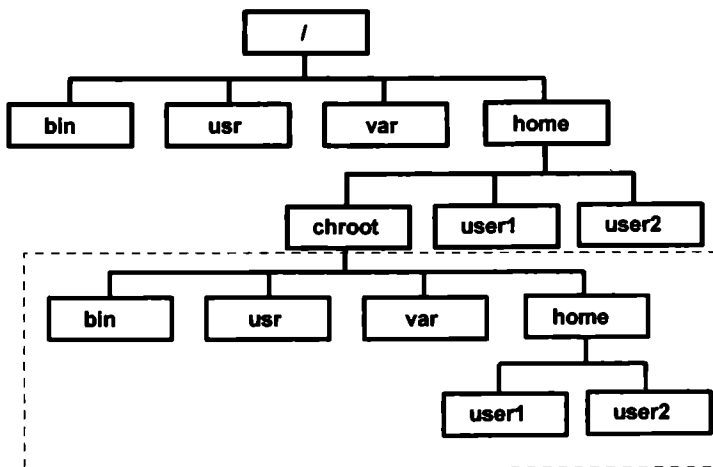 /
bin usr var home
chroot user1 user2
bin usr var home
user1 user2